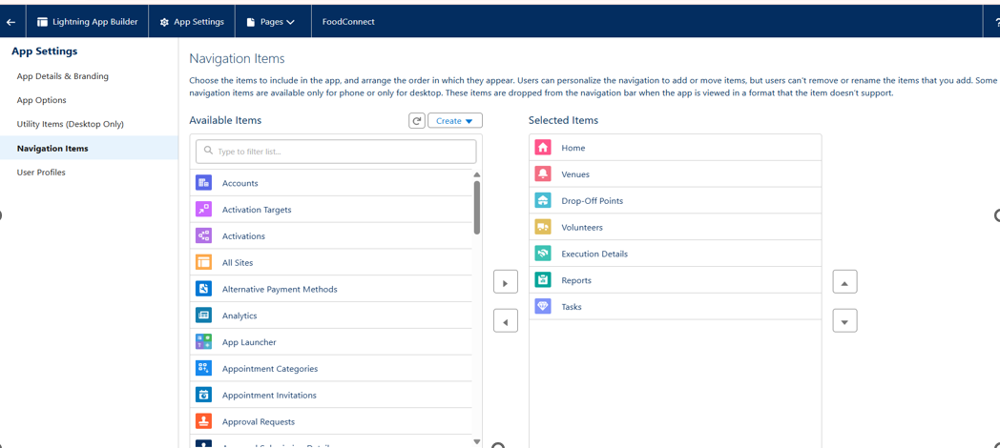 Lightning App Builder
App Settings
Pages
FoodConnect
?
App Settings
App Details & Branding
App Options
Utility Items (Desktop Only)
Navigation Items
User Profiles
Navigation Items
Choose the items to include in the app, and arrange the order in which they appear. Users can personalize the navigation to add or move items, but users can't remove or rename the items that you add. Some
navigation items are available only for phone or only for desktop. These items are dropped from the navigation bar when the app is viewed in a format that the item doesn't support.
Available Items
Create
Type to filter list...
Accounts
Activation Targets
Activations
All Sites
Alternative Payment Methods
Analytics
App Launcher
Appointment Categories
Appointment Invitations
Approval Requests
Selected Items
Home
Venues
Drop-Off Points
Volunteers
Execution Details
Reports
Tasks